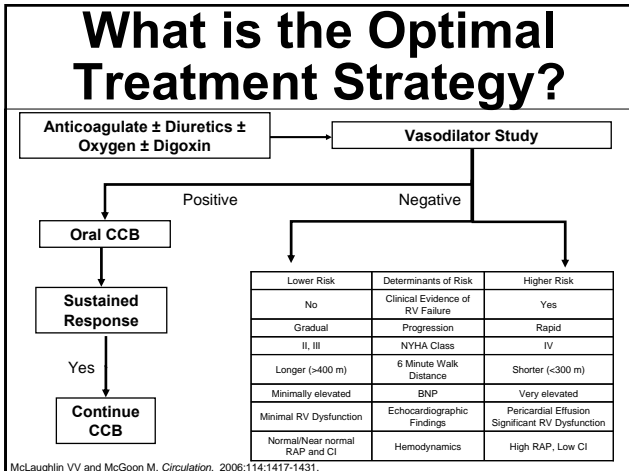 What is the Optimal
Treatment Strategy?
Anticoagulate ± Diuretics ±
Oxygen ± Digoxin
Vasodilator Study
Positive
Negative
Oral CCB
Sustained
Response
Yes
Continue
CCB
Lower Risk
Determinants of Risk
Higher Risk
No
Clinical Evidence of
RV Failure
Yes
Gradual
Progression
Rapid
II, III
NYHA Class
IV
Longer (>400 m)
6 Minute Walk
Distance
Shorter (<300 m)
Minimally elevated
BNP
Very elevated
Minimal RV Dysfunction
Echocardiographic
Findings
Pericardial Effusion
Significant RV Dysfunction
Normal/Near normal
RAP and CI
Hemodynamics
High RAP, Low CI
McLaughlin VV and McGoon M. Circulation. 2006;114:1417-1431.